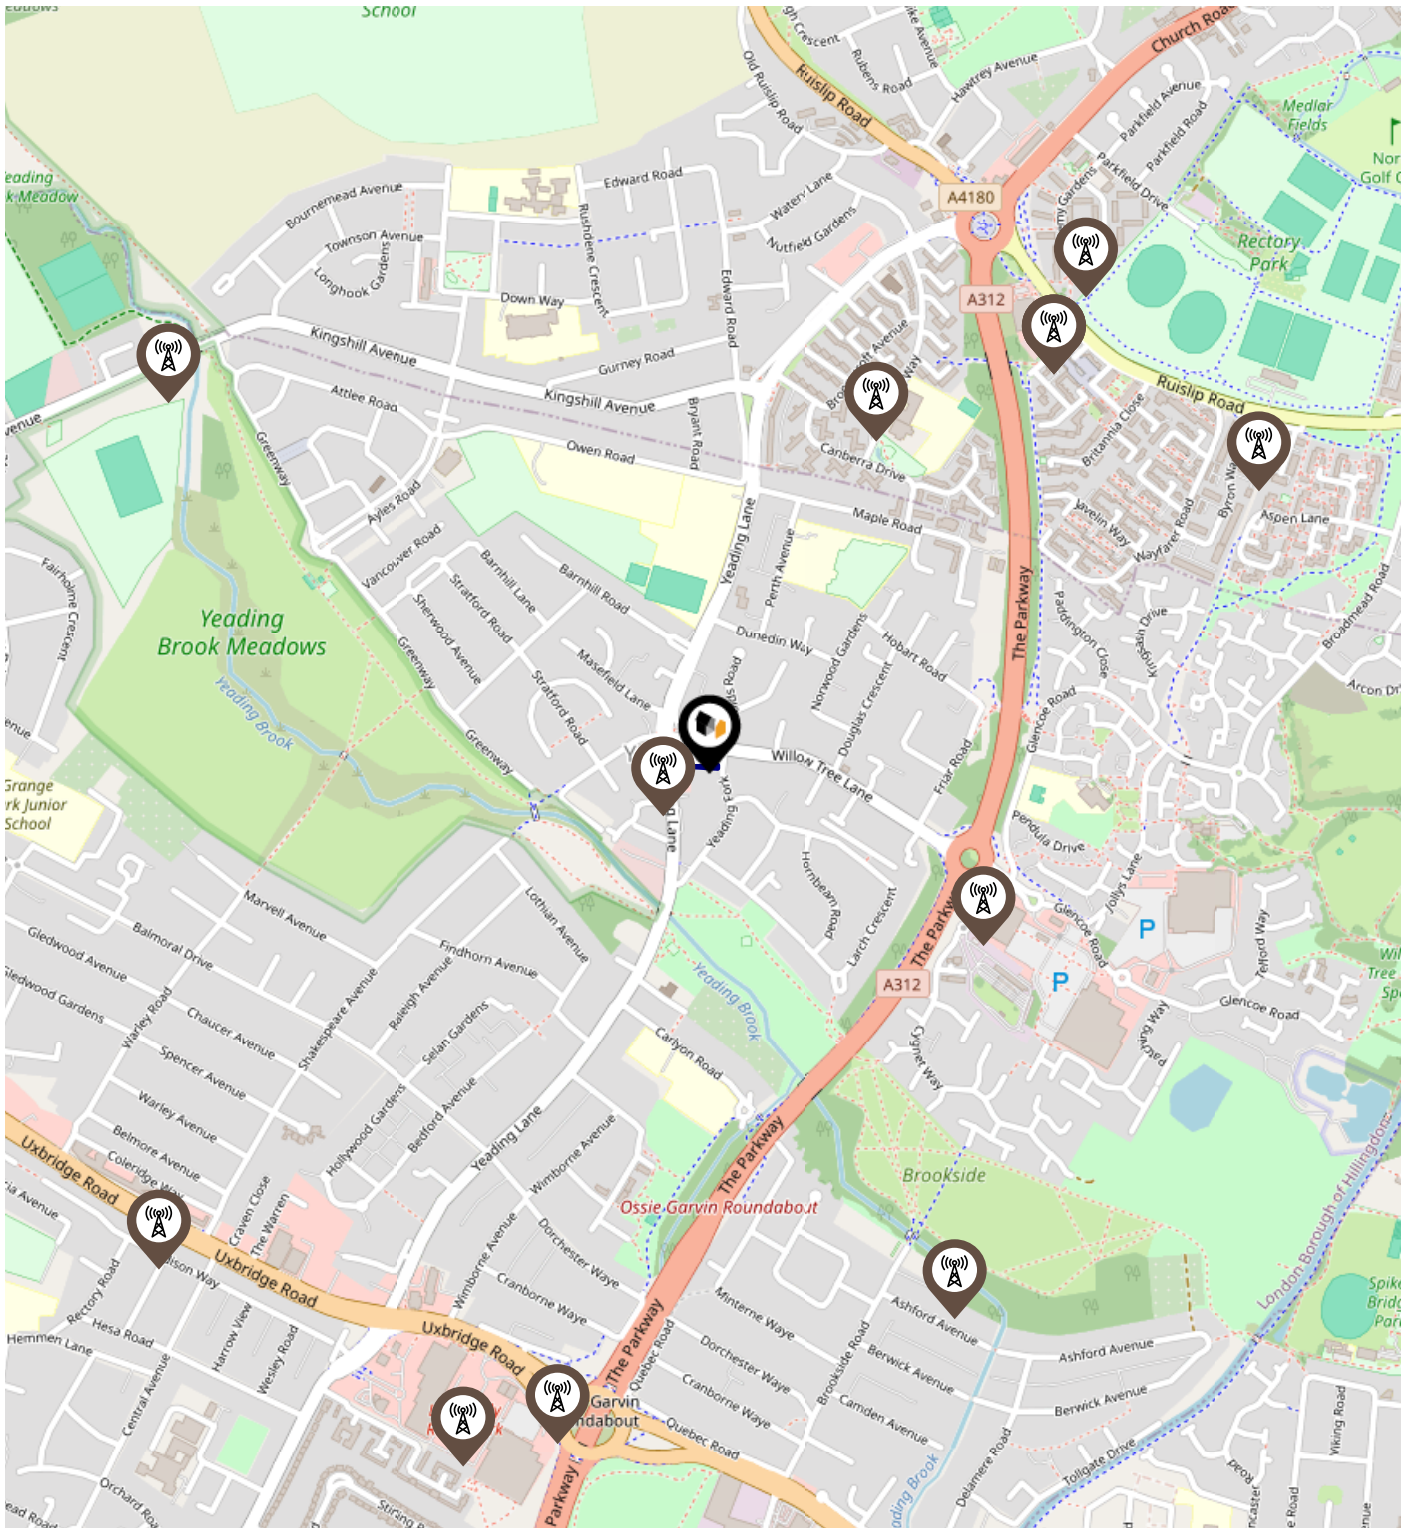 School
Church Road
Ruislip Road
Old Ruislip Road
Rubens Road
Hawtrey Avenue
Parkfield Avenue
Parkfield Road
Parkfield Drive
Medlar
Fields
A4180
Rectory
Park
Bournemead Avenue
Edward Road
Watery Lane
Nutfield Gardens
Townson Avenue
Longhook Gardens
Rushdene Crescent
Down Way
Edward Road
A312
Kingshill Avenue
Gurney Road
Kingshill Avenue
Attlee Road
Bryant Road
Owen Road
Canberra Drive
Britannia Close
Ruislip Road
Greenway
Ayles Road
Maple Road
Javelin Way
Wayfarer Road
Aspen Lane
Yeading Lane
Perth Avenue
Vancouver Road
Barnhill Lane
Barnhill Road
Stratford Road
Sherwood Avenue
Fairholme Crescent
The Parkway
Paddington Close
Broadmead Road
Yeading
Brook Meadows
Greenway
Masefield Lane
Dunedin Way
Norwood Gardens
Hobart Road
Douglas Crescent
Stratford Road
Yeading Brook
Glencoe Road
Greenway
Willow Tree Lane
Friar Road
Grange
School
Yeading Fork
Pendula Drive
Jollys Lane
Hornbeam Road
Larch Crescent
The Parkway
Glencoe Road
P
Telford Way
P
Marvell Avenue
Lothian Avenue
Balmoral Drive
Gledwood Avenue
Findhorn Avenue
A312
Gledwood Gardens
Warley Road
Shakespeare Avenue
Raleigh Avenue
Selan Gardens
Yeading Brook
Glencoe Road
Patching Way
Chaucer Avenue
Spencer Avenue
Carlyon Road
Cygnet Way
Warley Avenue
Belmore Avenue
Coleridge Way
Hollywood Gardens
Bedford Avenue
Yeading Lane
Wimborne Avenue
The Parkway
Brookside
London Borough of Hillingdon
Uxbridge Road
Craven Close
The Warren
Ossie Garvin Roundabout
Dorchester Waye
Wimborne Avenue
Cranborne Waye
Uxbridge Road
Rectory Road
Hesa Road
Hemmen Lane
Harrow View
Wesley Road
Central Avenue
Uxbridge Road
The Parkway
Quebec Road
Minterne Waye
Dorchester Waye
Cranborne Waye
Brookside Road
Ashford Avenue
Berwick Avenue
Camden Avenue
Ashford Avenue
Berwick Avenue
Garvin
Quebec Road
Delamere Road
Tollgate Drive
Viking Road
Orchard Road
Parkway